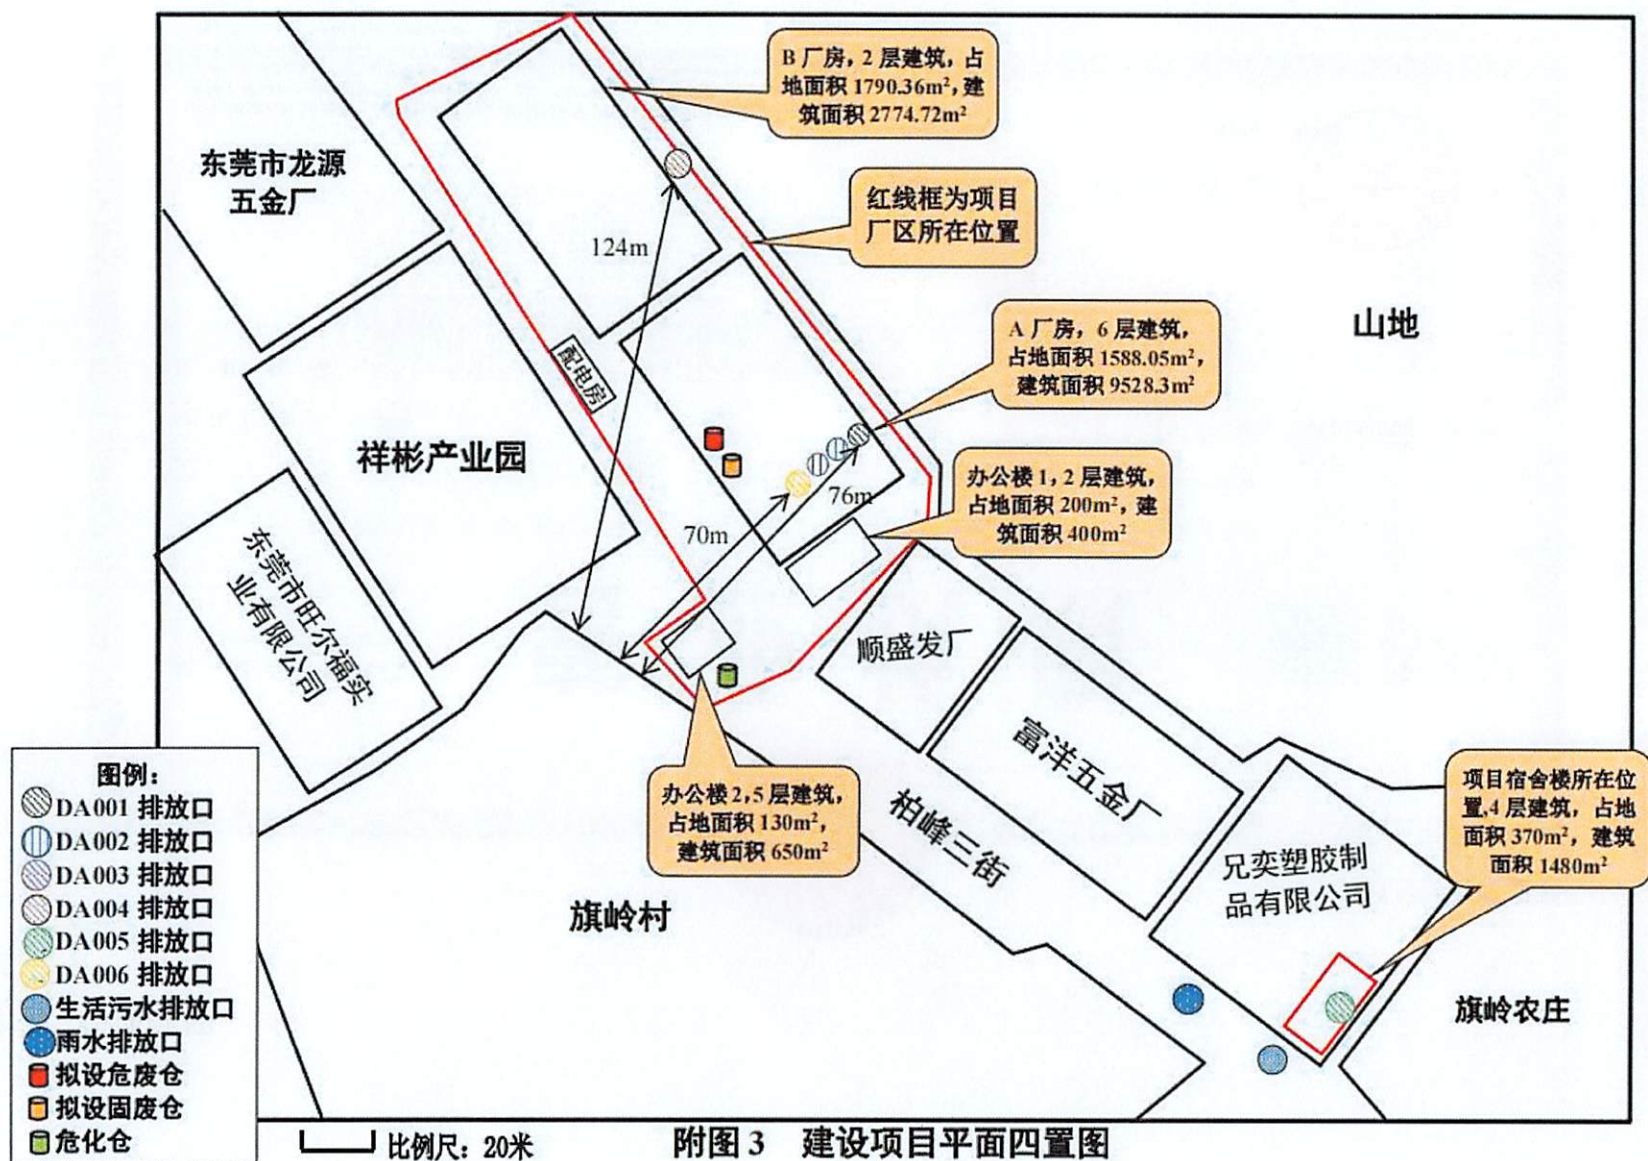 B 厂房，2 层建筑，占
地面积 1790.36m²，建
筑面积 2774.72m²
东莞市龙源
五金厂
红线框为项目
厂区所在位置
124m
山地
A 厂房，6 层建筑，
占地面积 1588.05m²，
建筑面积 9528.3m²
配电房
祥彬产业园
办公楼 1，2 层建筑，
占地面积 200m²，建
筑面积 400m²
76m
70m
东莞市旺尔福实
业有限公司
顺盛发厂
富洋五金厂
柏峰三街
办公楼 2，5 层建筑，
占地面积 130m²，
建筑面积 650m²
项目宿舍楼所在位
置,4 层建筑，占地
面积 370m²，建筑
面积 1480m²
兄奕塑胶制
品有限公司
旗岭村
旗岭农庄
图例：
DA001 排放口
DA002 排放口
DA003 排放口
DA004 排放口
DA005 排放口
DA006 排放口
生活污水排放口
雨水排放口
拟设危废仓
拟设固废仓
危化仓
比例尺：20米
附图 3 建设项目平面四置图